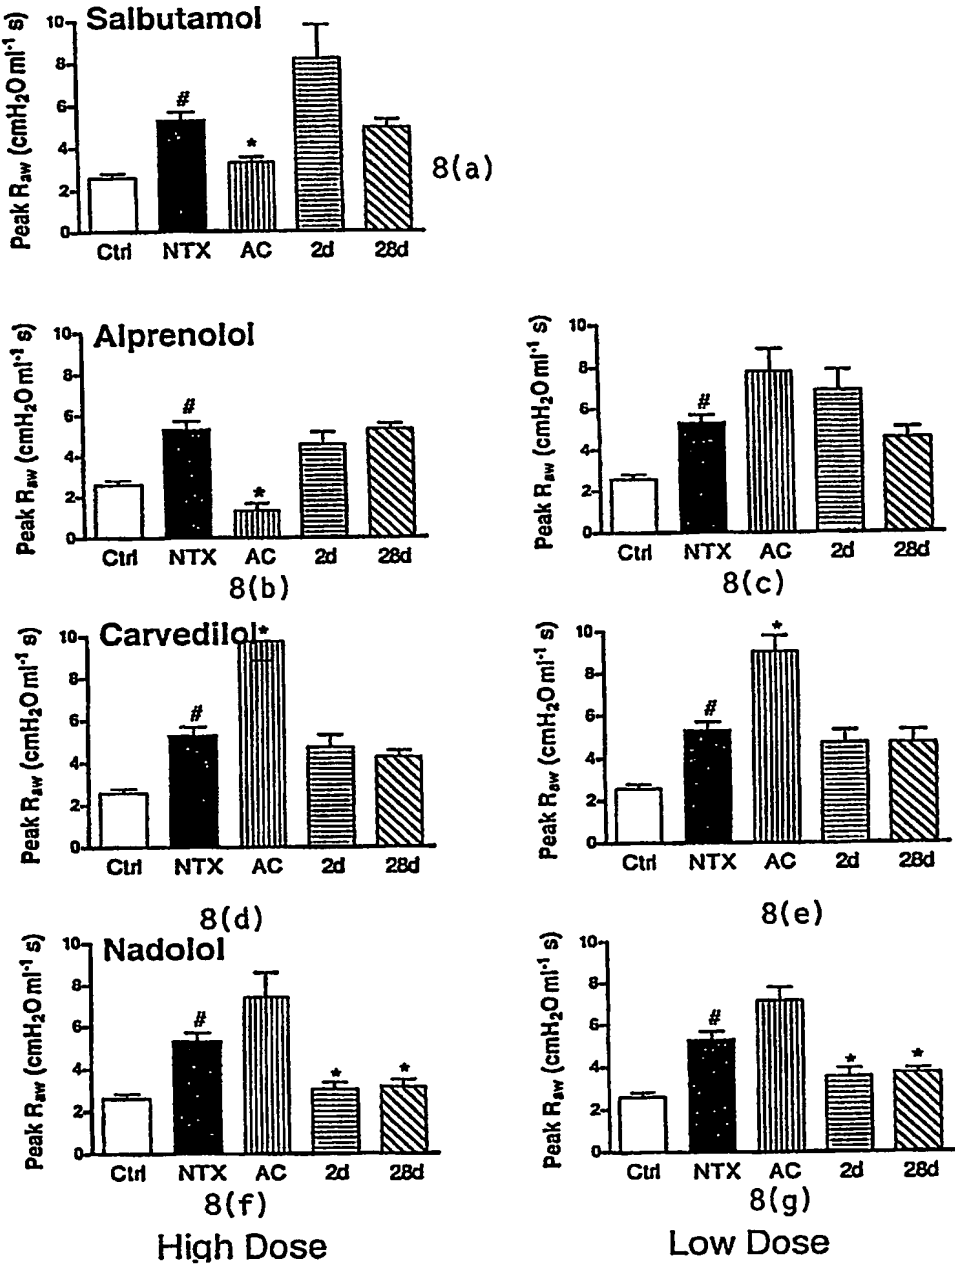 Salbutamol
Peak Raw (cmH2O ml-1 s)
10
8
6
4
2
0
#
*
Ctrl NTX AC 2d 28d
8(a)
Alprenolol
Peak Raw (cmH2O ml-1 s)
10
8
6
4
2
0
#
*
Ctrl NTX AC 2d 28d
8(b)
Peak Raw (cmH2O ml-1 s)
10
8
6
4
2
0
#
Ctrl NTX AC 2d 28d
8(c)
Carvedilol
Peak Raw (cmH2O ml-1 s)
10
8
6
4
2
0
#
*
Ctrl NTX AC 2d 28d
8(d)
Peak Raw (cmH2O ml-1 s)
10
8
6
4
2
0
#
*
Ctrl NTX AC 2d 28d
8(e)
Nadolol
Peak Raw (cmH2O ml-1 s)
10
8
6
4
2
0
#
* *
Ctrl NTX AC 2d 28d
8(f)
High Dose
Peak Raw (cmH2O ml-1 s)
10
8
6
4
2
0
#
* *
Ctrl NTX AC 2d 28d
8(g)
Low Dose